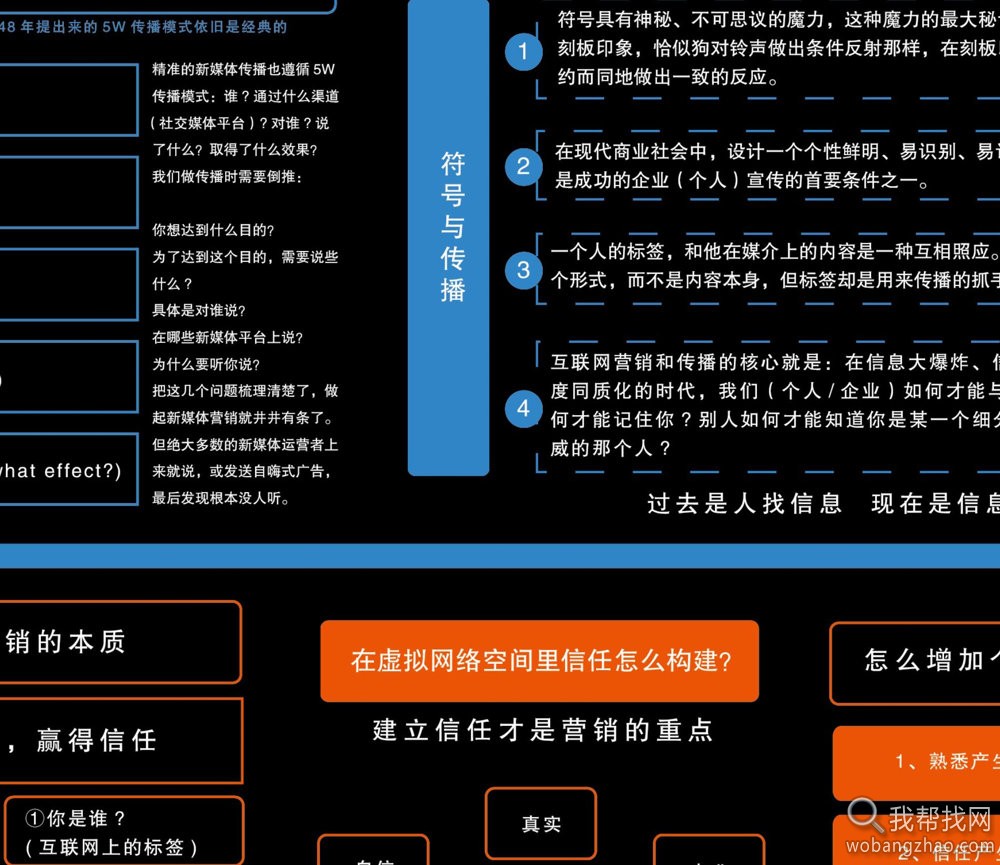 48 年提出来的 5W 传播模式依旧是经典的
精准的新媒体传播也遵循 5W
传播模式：谁？通过什么渠道
（社交媒体平台）？对谁？说
了什么？取得了什么效果？
我们做传播时需要倒推：
你想达到什么目的？
为了达到这个目的，需要说些
什么？
具体是对谁说？
在哪些新媒体平台上说？
为什么要听你说？
把这几个问题梳理清楚了，做
起新媒体营销就井井有条了。
但绝大多数的新媒体运营者上
来就说，或发送自嗨式广告，
最后发现根本没人听。
)
what effect?)
符号与传播
1
符号具有神秘、不可思议的魔力，这种魔力的最大秘
刻板印象，恰似狗对铃声做出条件反射那样，在刻板
约而同地做出一致的反应。
2
在现代商业社会中，设计一个个性鲜明、易识别、易
是成功的企业（个人）宣传的首要条件之一。
3
一个人的标签，和他在媒介上的内容是一种互相照应。
个形式，而不是内容本身，但标签却是用来传播的抓手
4
互联网营销和传播的核心就是：在信息大爆炸、信
度同质化的时代，我们（个人/企业）如何才能与
何才能记住你？别人如何才能知道你是某一个细分
威的那个人？
过去是人找信息 现在是信息
销的本质
，赢得信任
①你是谁？
（互联网上的标签）
在虚拟网络空间里信任怎么构建？
建立信任才是营销的重点
真实
自信
怎么增加个
1、熟悉产生
2、信任产
我帮找网
wobangzhao.com